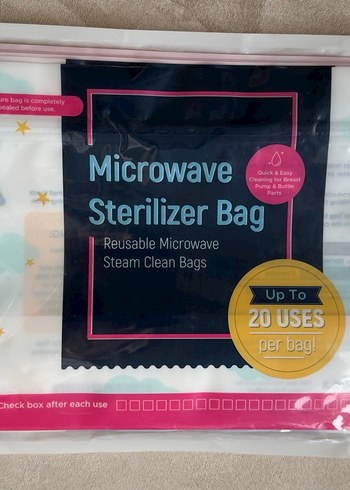 ure bag is completely
sealed before use.
Microwave
Sterilizer Bag
Quick & Easy
Cleaning for Breast
Pump & Bottle
Parts
Reusable Microwave
Steam Clean Bags
Up To
20 USES
per bag!
Check box after each use